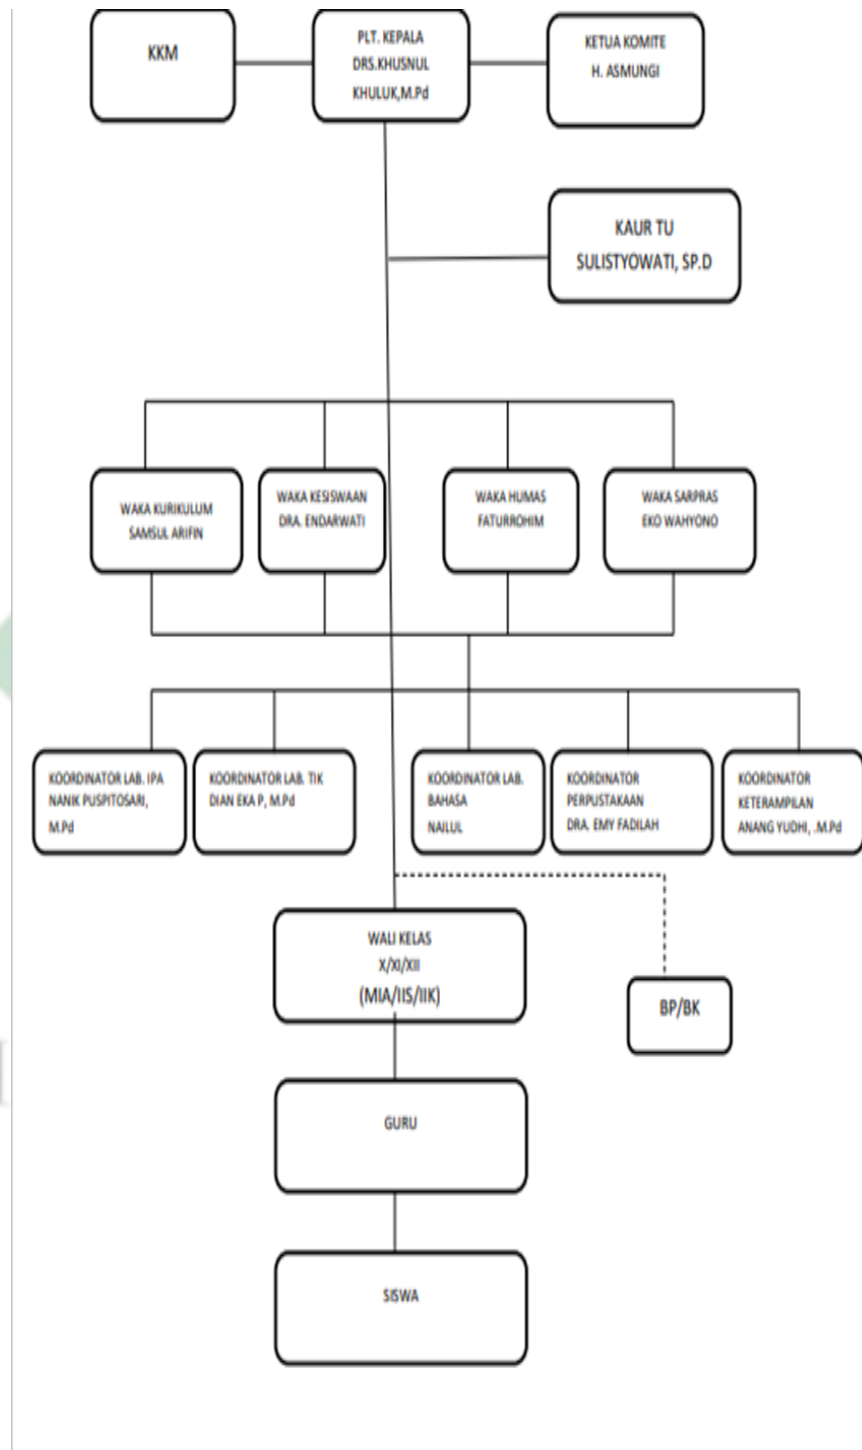 KKM
PLT. KEPALA
DRS.KHUSNUL
KHULUK,M.Pd
KETUA KOMITE
H. ASMUNGI
KAUR TU
SULISTYOWATI, SP.D
WAKA KURIKULUM
SAMSUL ARIFIN
WAKA KESISWAAN
DRA. ENDARWATI
WAKA HUMAS
FATURROHIM
WAKA SARPRAS
EKO WAHYONO
KOORDINATOR LAB. IPA
NANIK PUSPITOSARI,
M.Pd
KOORDINATOR LAB. TIK
DIAN EKA P, M.Pd
KOORDINATOR LAB.
BAHASA
NAILUL
KOORDINATOR
PERPUSTAKAAN
DRA. EMY FADILAH
KOORDINATOR
KETERAMPILAN
ANANG YUDHI, .M.Pd
WALI KELAS
X/XI/XII
(MIA/IIS/IIK)
BP/BK
GURU
SISWA